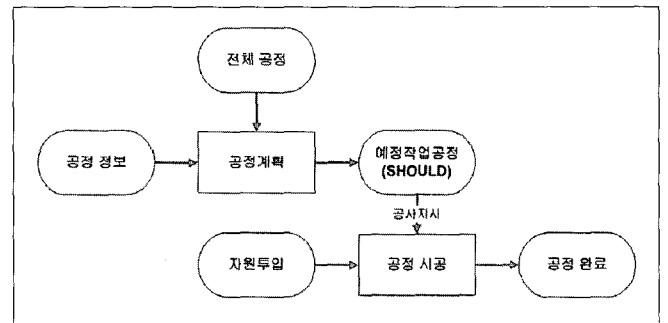 전체 공정
공정 정보
공정계획
예정작업공정
(SHOULD)
공사지시
자원투입
공정 시공
공정 완료